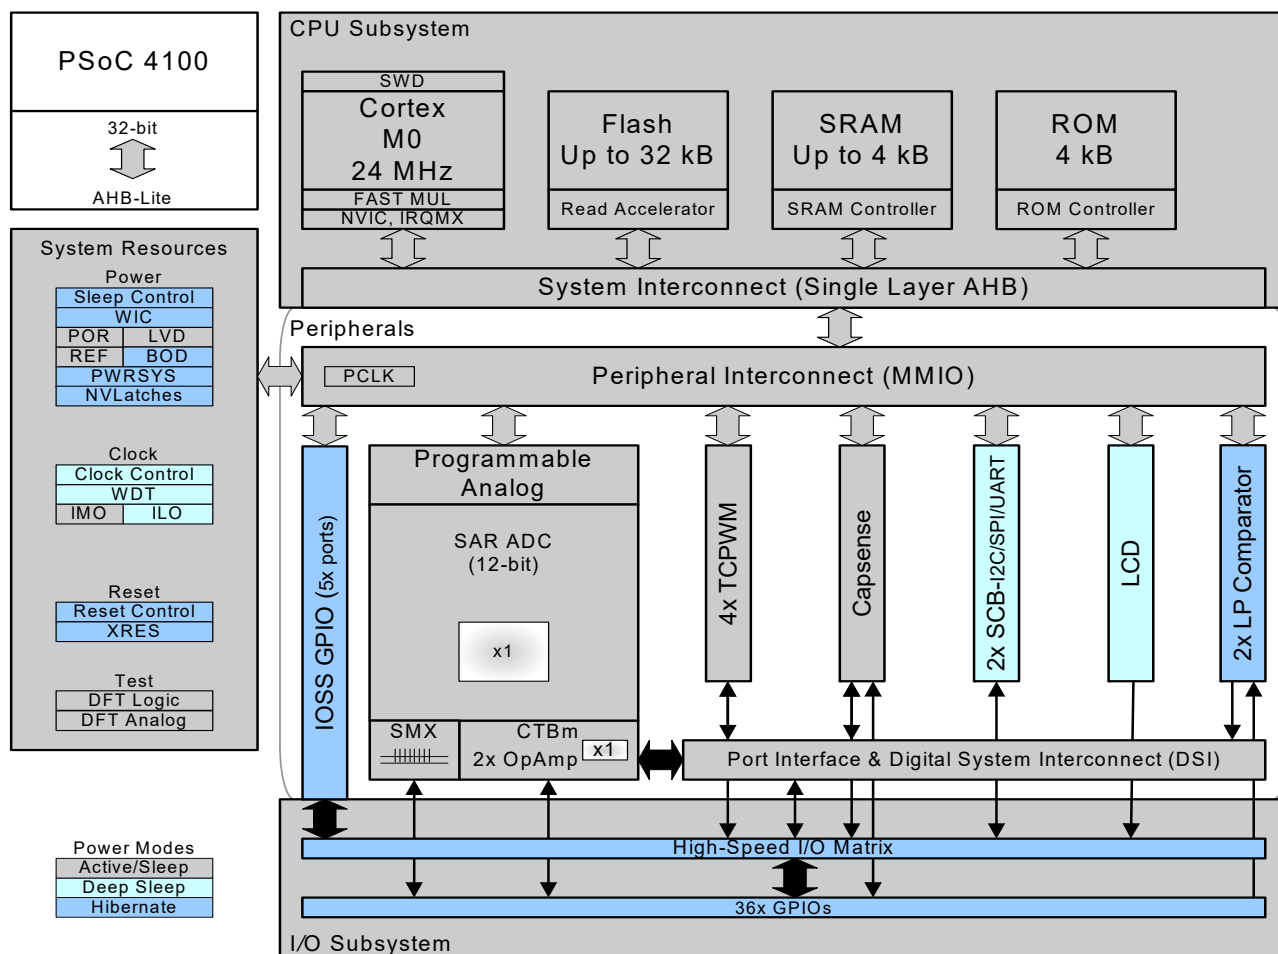 PSoC 4100
32-bit
AHB-Lite
CPU Subsystem
SWD
Cortex
M0
24 MHz
FAST MUL
NVIC, IRQMX
Flash
Up to 32 kB
Read Accelerator
SRAM
Up to 4 kB
SRAM Controller
ROM
4 kB
ROM Controller
System Interconnect (Single Layer AHB)
System Resources
Power
Sleep Control
WIC
POR
LVD
REF
BOD
PWRSYS
NVLatches
Clock
Clock Control
WDT
IMO
ILO
Reset
Reset Control
XRES
Test
DFT Logic
DFT Analog
Peripherals
PCLK
Peripheral Interconnect (MMIO)
IOSS GPIO (5x ports)
Programmable
Analog
SAR ADC
(12-bit)
x1
SMX
CTBm
2x OpAmp
x1
4x TCPWM
Capsense
2x SCB-I2C/SPI/UART
LCD
2x LP Comparator
Port Interface & Digital System Interconnect (DSI)
High-Speed I/O Matrix
36x GPIOs
I/O Subsystem
Power Modes
Active/Sleep
Deep Sleep
Hibernate